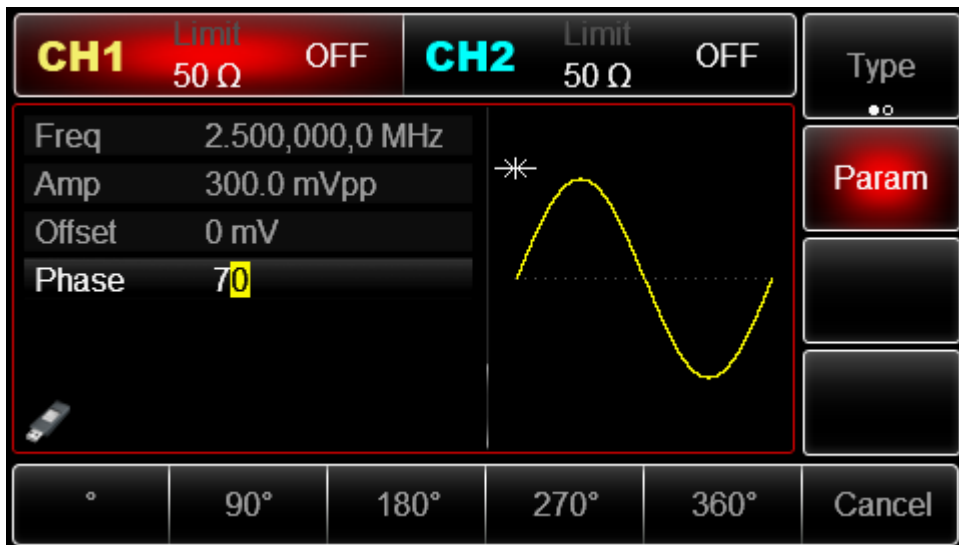 CH1 Limit 50 Ω OFF CH2 Limit 50 Ω OFF
Type
Freq 2.500,000,0 MHz
Amp 300.0 mVpp
Offset 0 mV
Phase 70
Param
° 90° 180° 270° 360° Cancel